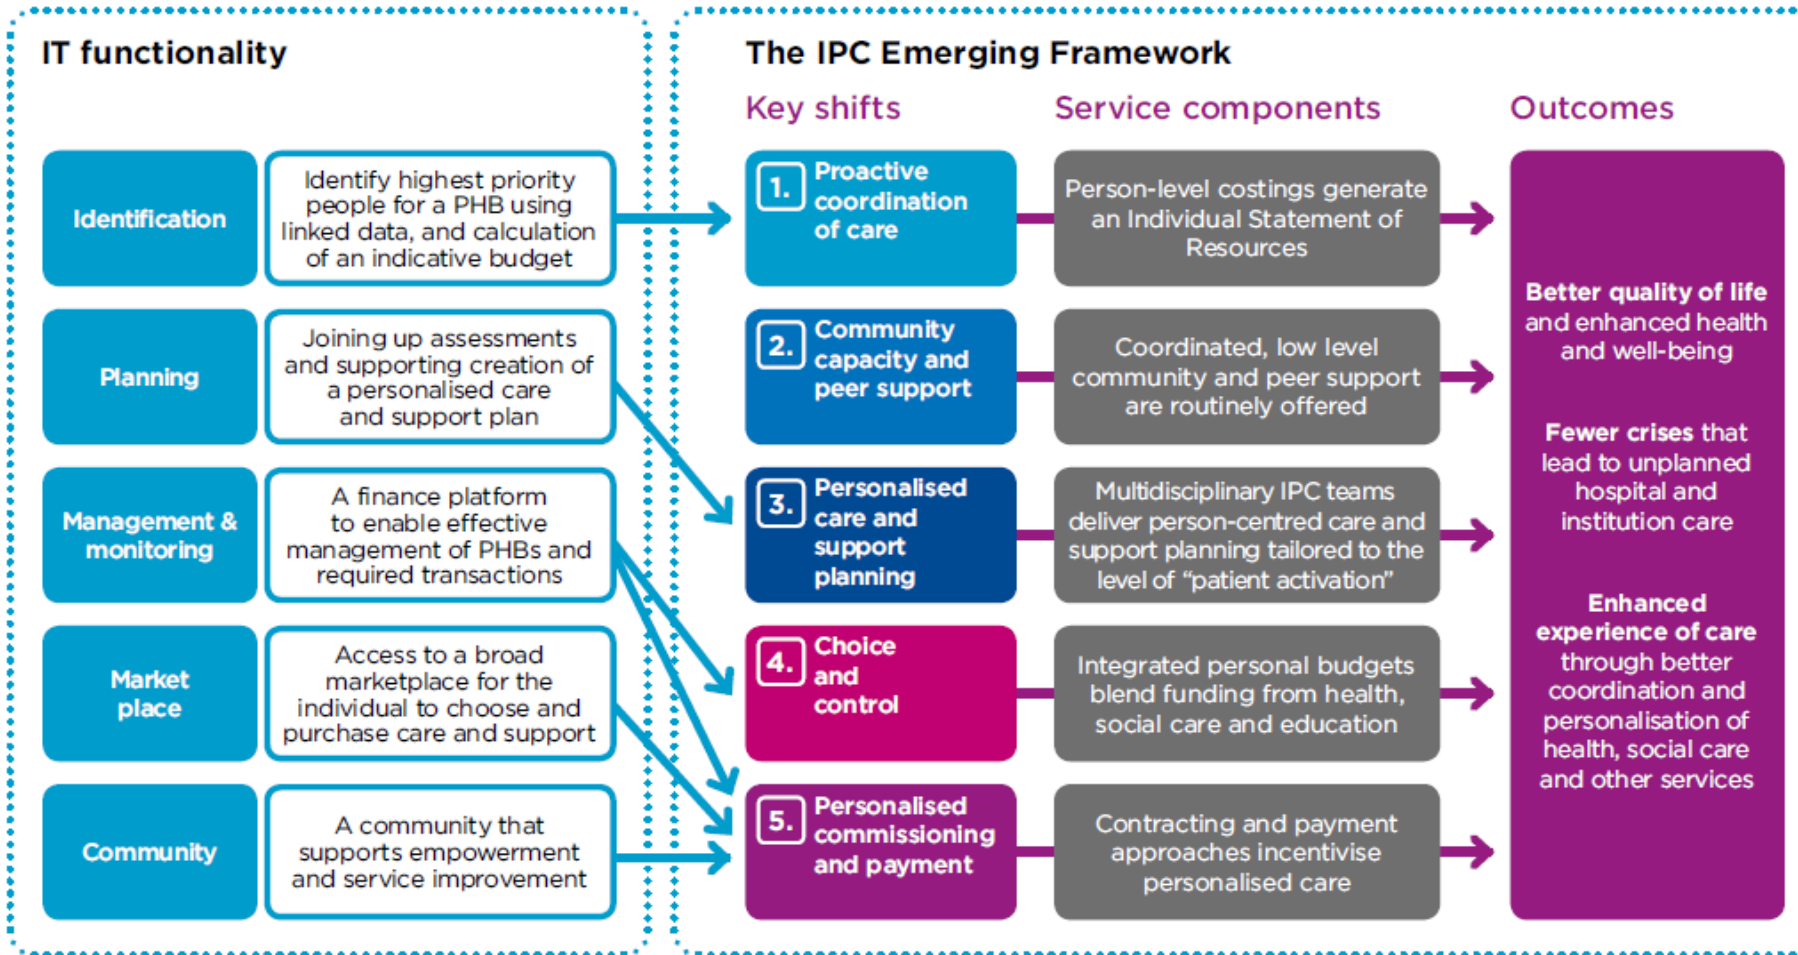 IT functionality
Identification
Identify highest priority
people for a PHB using
linked data, and calculation
of an indicative budget
Planning
Joining up assessments
and supporting creation of
a personalised care
and support plan
Management &
monitoring
A finance platform
to enable effective
management of PHBs and
required transactions
Market
place
Access to a broad
marketplace for the
individual to choose and
purchase care and support
Community
A community that
supports empowerment
and service improvement
The IPC Emerging Framework
Key shifts
Service components
Outcomes
1.
Proactive
coordination
of care
Person-level costings generate
an Individual Statement of
Resources
2.
Community
capacity and
peer support
Coordinated, low level
community and peer support
are routinely offered
3.
Personalised
care and
support
planning
Multidisciplinary IPC teams
deliver person-centred care and
support planning tailored to the
level of “patient activation”
4.
Choice
and
control
Integrated personal budgets
blend funding from health,
social care and education
5.
Personalised
commissioning
and payment
Contracting and payment
approaches incentivise
personalised care
Better quality of life
and enhanced health
and well-being
Fewer crises that
lead to unplanned
hospital and
institution care
Enhanced
experience of care
through better
coordination and
personalisation of
health, social care
and other services